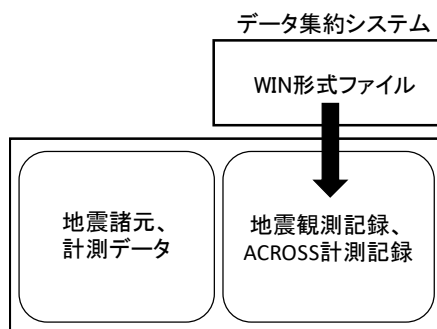 データ集約システム
WIN形式ファイル
地震諸元、
計測データ
地震観測記録、
ACROSS計測記録